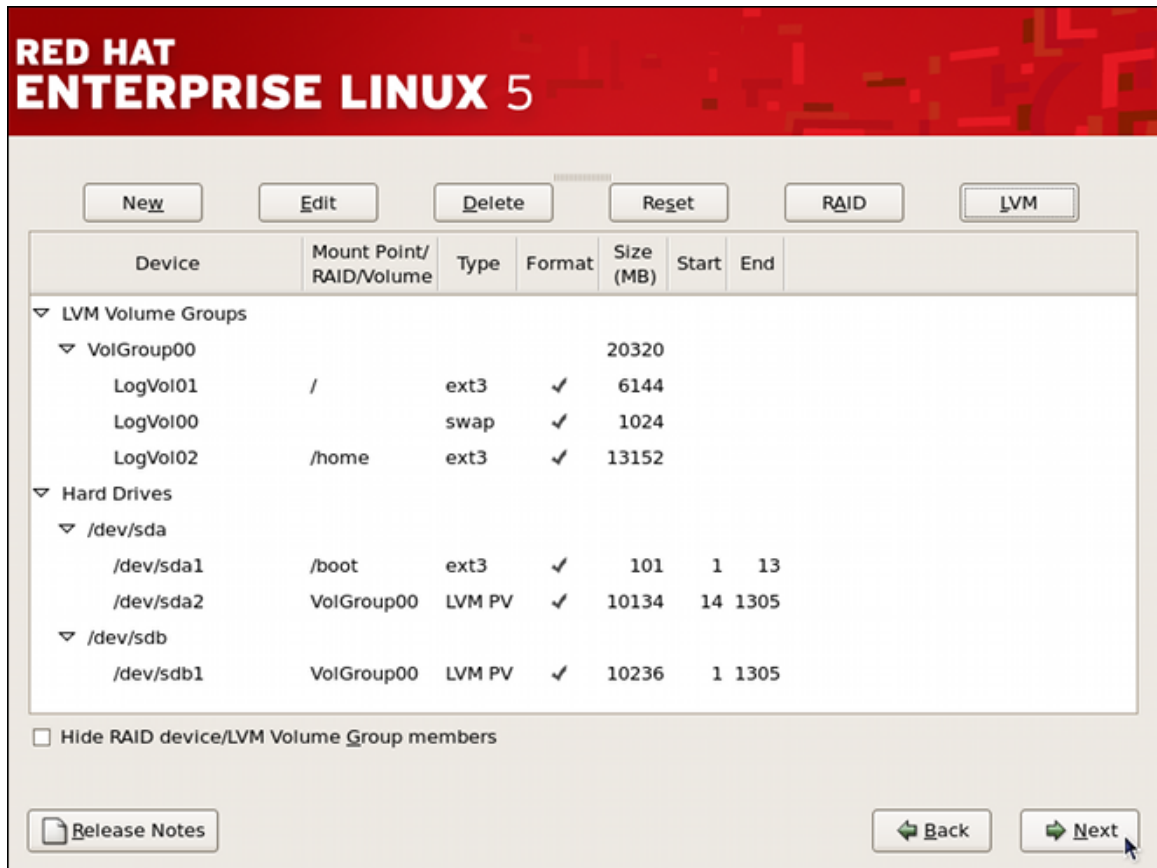 RED HAT
ENTERPRISE LINUX 5
New Edit Delete Reset RAID LVM
Device Mount Point/ RAID/Volume Type Format Size (MB) Start End
LVM Volume Groups
VolGroup00 20320
LogVol01 / ext3 6144
LogVol00 swap 1024
LogVol02 /home ext3 13152
Hard Drives
/dev/sda
/dev/sda1 /boot ext3 101 1 13
/dev/sda2 VolGroup00 LVM PV 10134 14 1305
/dev/sdb
/dev/sdb1 VolGroup00 LVM PV 10236 1 1305
Hide RAID device/LVM Volume Group members
Release Notes Back Next